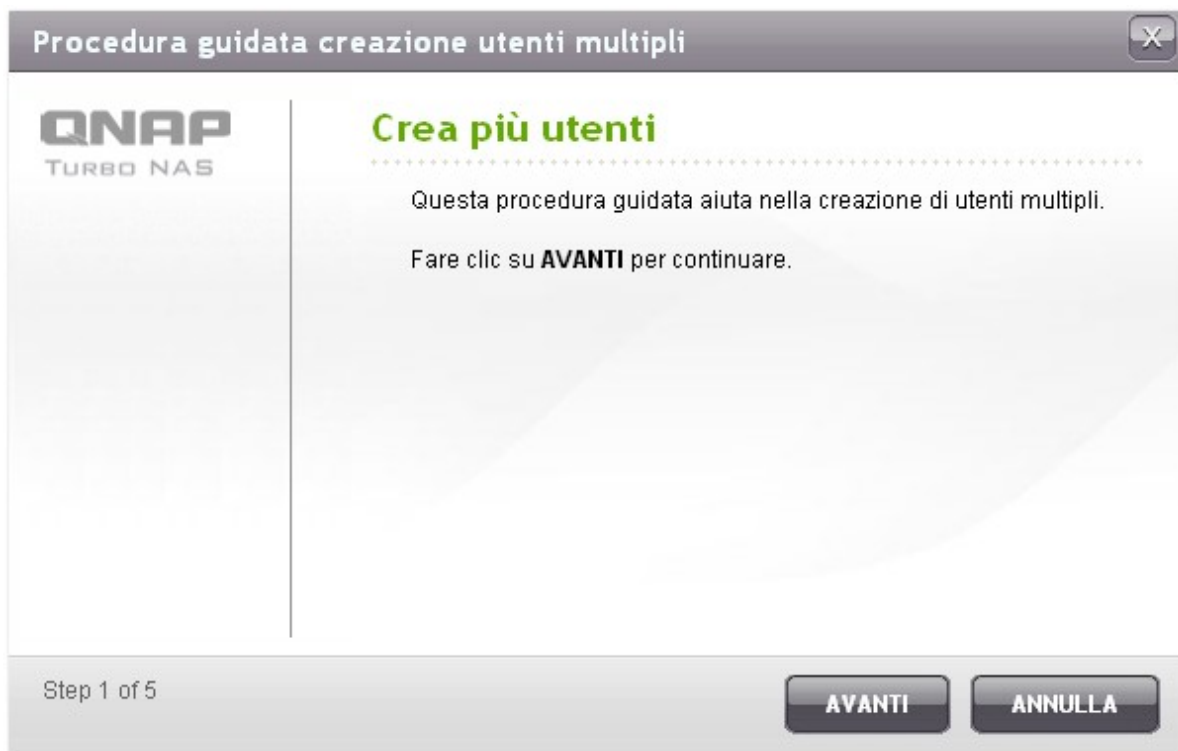 Procedura guidata creazione utenti multipli
X
QNAP
TURBO NAS
Crea più utenti
Questa procedura guidata aiuta nella creazione di utenti multipli.
Fare clic su AVANTI per continuare.
Step 1 of 5
AVANTI
ANNULLA